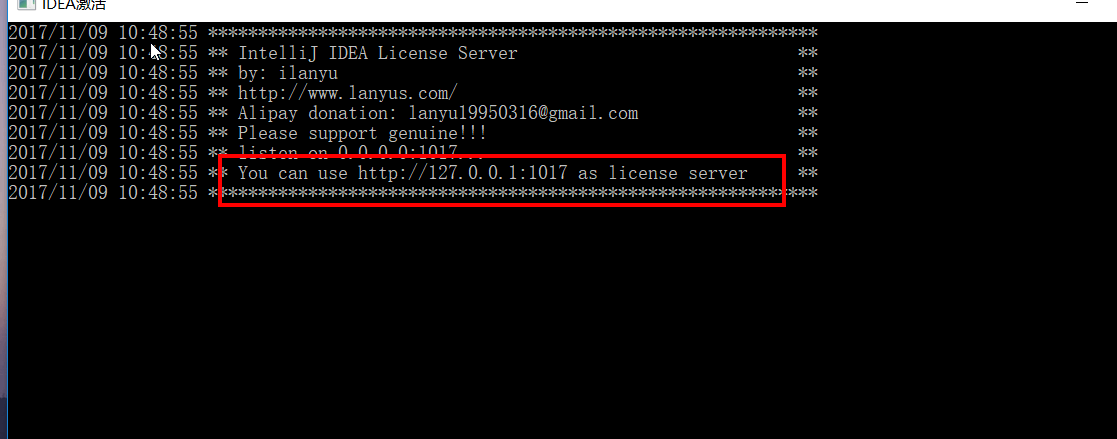 IDEA激活
2017/11/09 10:48:55 *************************************************************
2017/11/09 10:48:55 ** IntelliJ IDEA License Server **
2017/11/09 10:48:55 ** by: ilanyu **
2017/11/09 10:48:55 ** http://www.lanyus.com/ **
2017/11/09 10:48:55 ** Alipay donation: lanyu19950316@gmail.com **
2017/11/09 10:48:55 ** Please support genuine!!! **
2017/11/09 10:48:55 ** listen on 0.0.0.0:1017... **
2017/11/09 10:48:55 ** You can use http://127.0.0.1:1017 as license server **
2017/11/09 10:48:55 *************************************************************